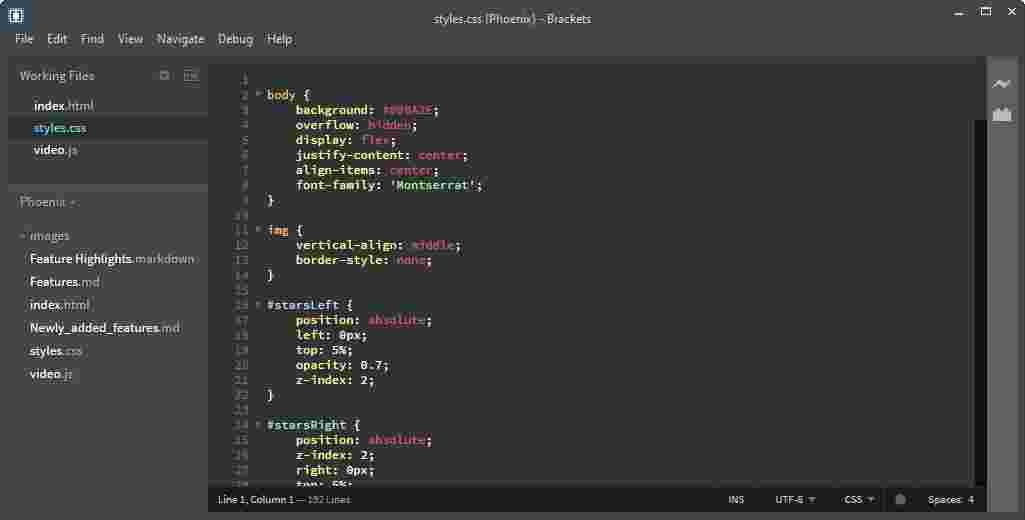 styles.css (Phoenix) - Brackets
File Edit Find View Navigate Debug Help
Working Files
index.html
styles.css
video.js
Phoenix
images
Feature Highlights.markdown
Features.md
index.html
Newly_added_features.md
styles.css
video.js
1
2 body {
3 background: #000A2E;
4 overflow: hidden;
5 display: flex;
6 justify-content: center;
7 align-items: center;
8 font-family: 'Montserrat';
9 }
10
11 img {
12 vertical-align: middle;
13 border-style: none;
14 }
15
16 #starsLeft {
17 position: absolute;
18 left: 0px;
19 top: 5%;
20 opacity: 0.7;
21 z-index: 2;
22 }
23
24 #starsRight {
25 position: absolute;
26 z-index: 2;
27 right: 0px;
top: 5%;
Line 1, Column 1 — 192 Lines INS UTF-8 CSS Spaces: 4